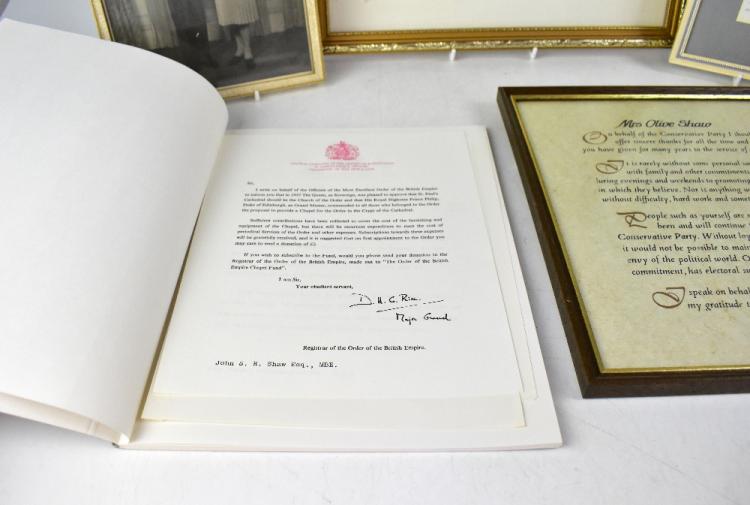 Sir,
I write on behalf of the Officers of the Most Excellent Order of the British Empire
to inform you that in 1957 The Queen, as Sovereign, was pleased to approve that St. Paul's
Cathedral should be the Church of the Order and that His Royal Highness Prince Philip,
Duke of Edinburgh, as Grand Master, commended to all those who belonged to the Order
the proposal to provide a Chapel for the Order in the Crypt of the Cathedral.
Sufficient contributions have been collected to cover the cost of the furnishing and
equipment of the Chapel, but there will be recurrent expenditure to meet the cost of
periodical Services of the Order and other expenses. Subscriptions towards these expenses
will be gratefully received, and it is suggested that on first appointment to the Order you
may care to send a donation of £5
If you wish to subscribe to the Fund, would you please send your donation to the
Registrar of the Order of the British Empire, made out to "The Order of the British
Empire Chapel Fund".
I am Sir,
Your obedient servant,
Major General
Registrar of the Order of the British Empire.
John S. H. Shaw Esq., MBE.
Mrs Olive Shaw
On behalf of the Conservative Party I shou
offer sincere thanks for all the time and
you have given for many years to the service of
It is rarely without some personal
with family and other commitments
during evenings and weekends to promoting
in which they believe. Nor is anything
without difficulty, hard work and
People such as yourselves are
been and will continue
Conservative Party. Without
it would not be possible to
envy of the political world.
commitment, has electoral
I speak on behal
my gratitude